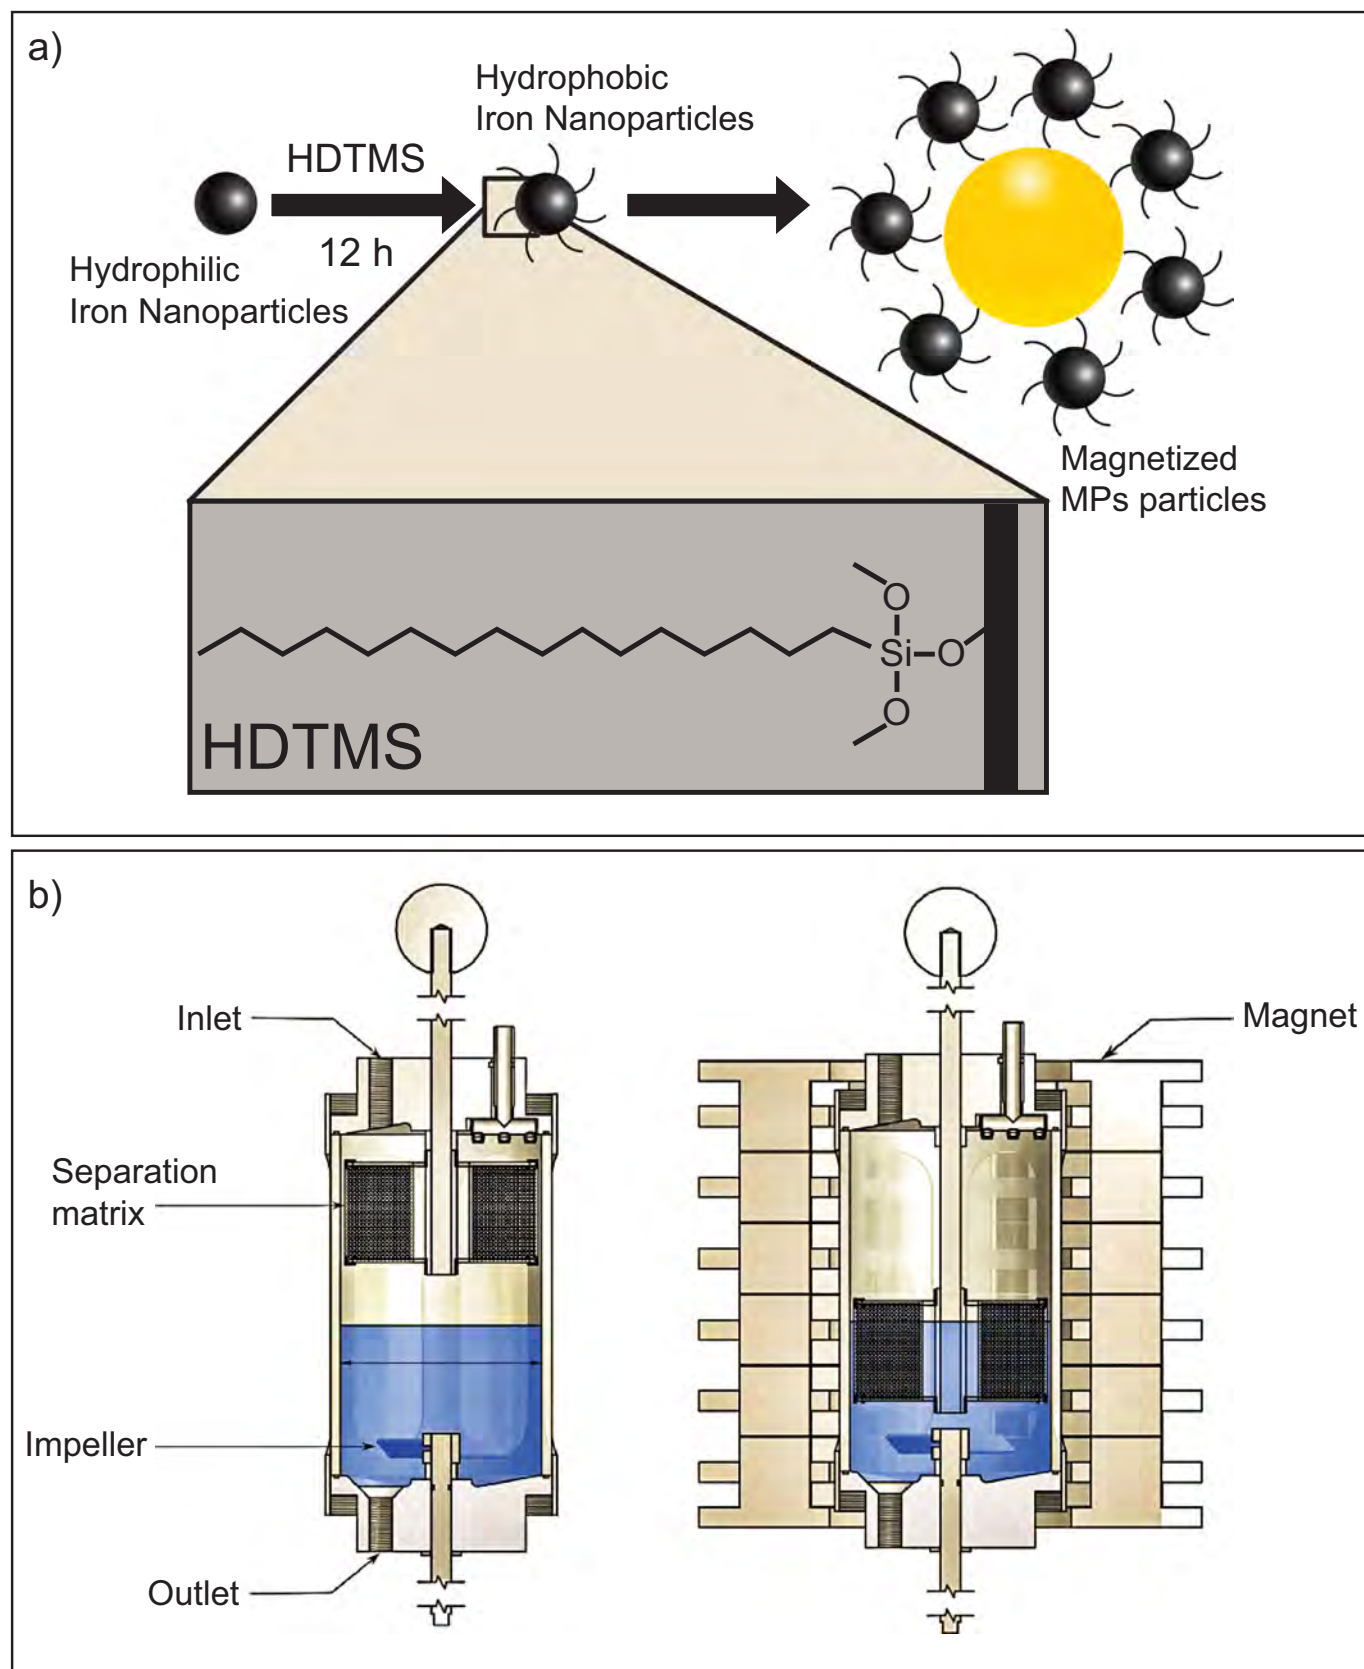 a)
Hydrophobic
Iron Nanoparticles
HDTMS
12 h
Hydrophilic
Iron Nanoparticles
Magnetized
MPs particles
O
Si
O
O
HDTMS
b)
Inlet
Magnet
Separation
matrix
Impeller
Outlet